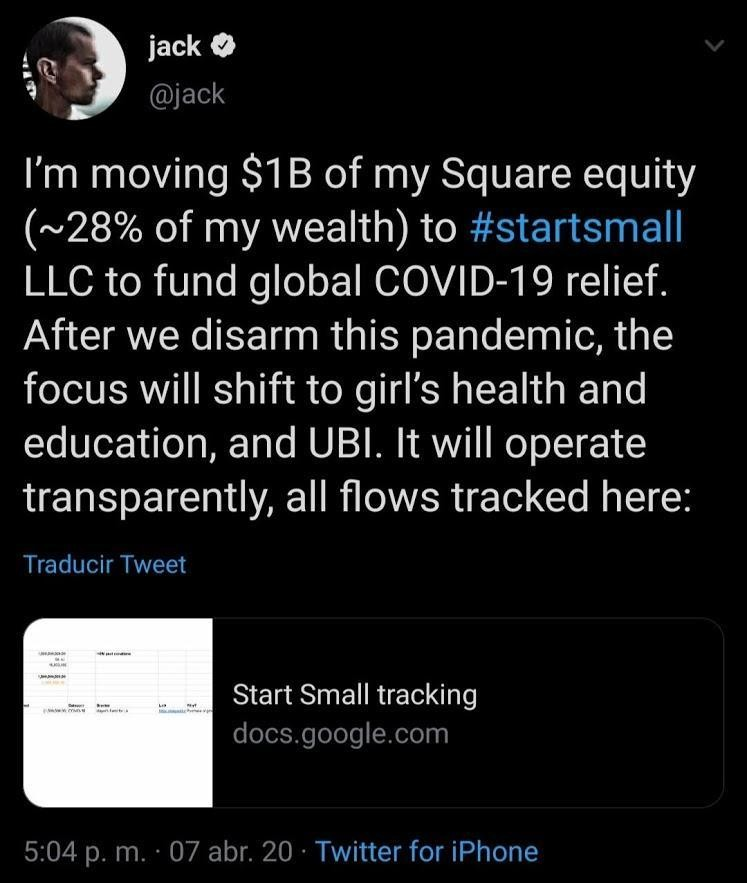 jack
@jack
I'm moving $1B of my Square equity
(~28% of my wealth) to #startsmall
LLC to fund global COVID-19 relief.
After we disarm this pandemic, the
focus will shift to girl's health and
education, and UBI. It will operate
transparently, all flows tracked here:
Traducir Tweet
Start Small tracking
docs.google.com
5:04 p. m. · 07 abr. 20 · Twitter for iPhone